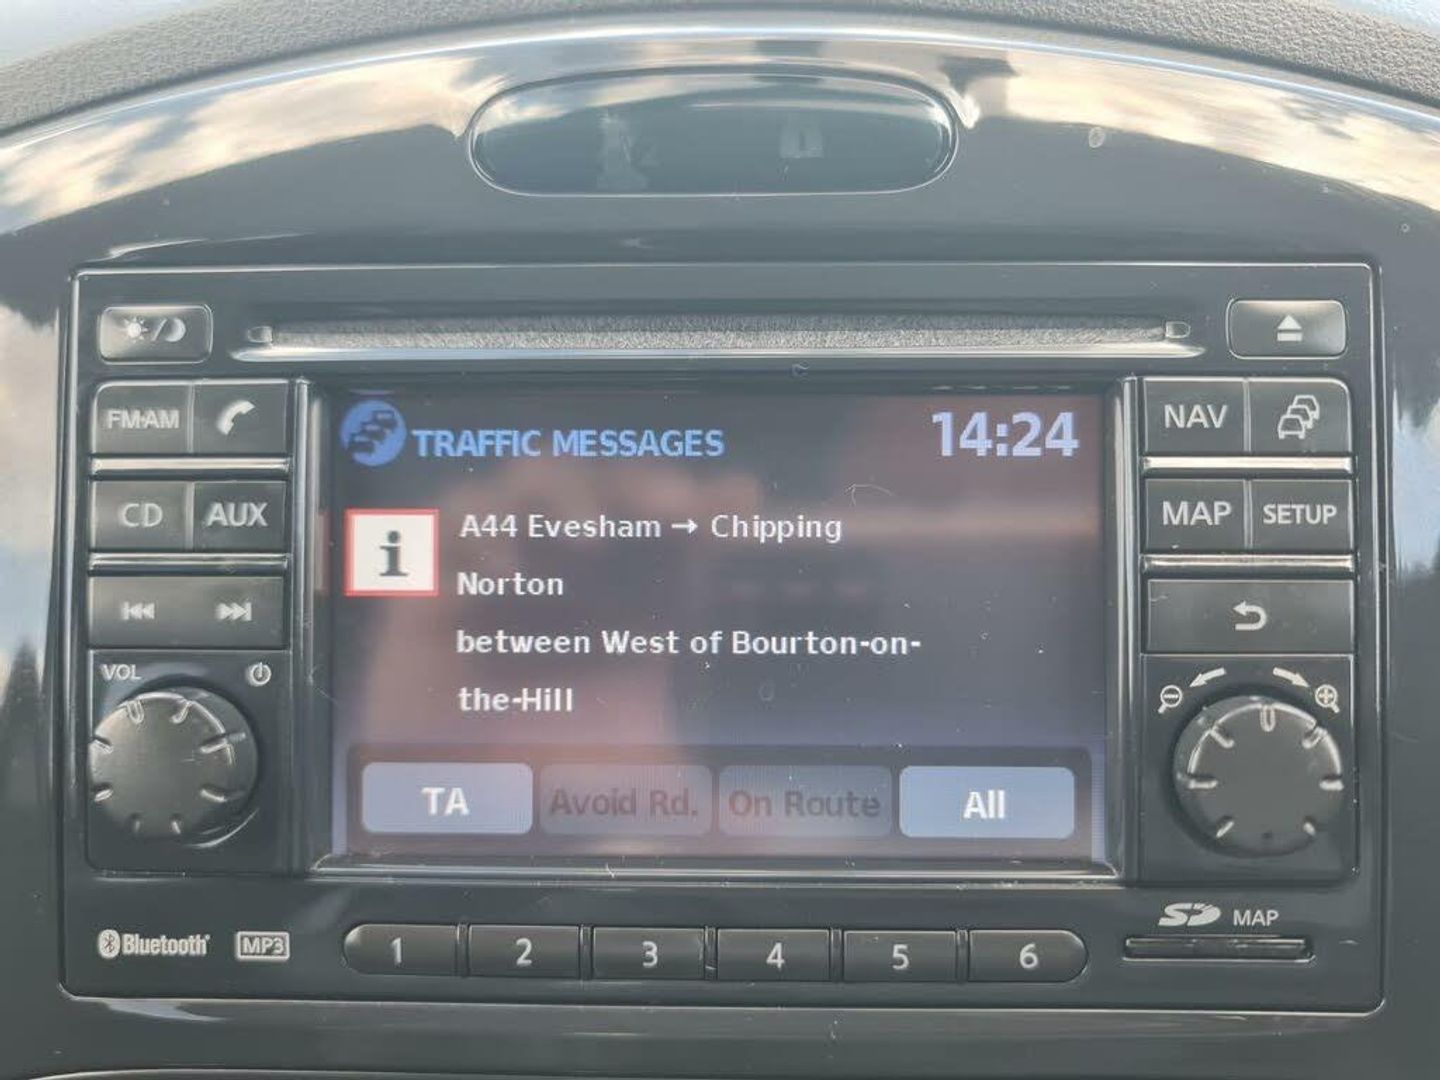 FM·AM
CD
AUX
VOL
TRAFFIC MESSAGES
14:24
i
A44 Evesham → Chipping
Norton
between West of Bourton-on-
the-Hill
TA
Avoid Rd.
On Route
All
NAV
MAP
SETUP
Bluetooth
MP3
1
2
3
4
5
6
SD
MAP